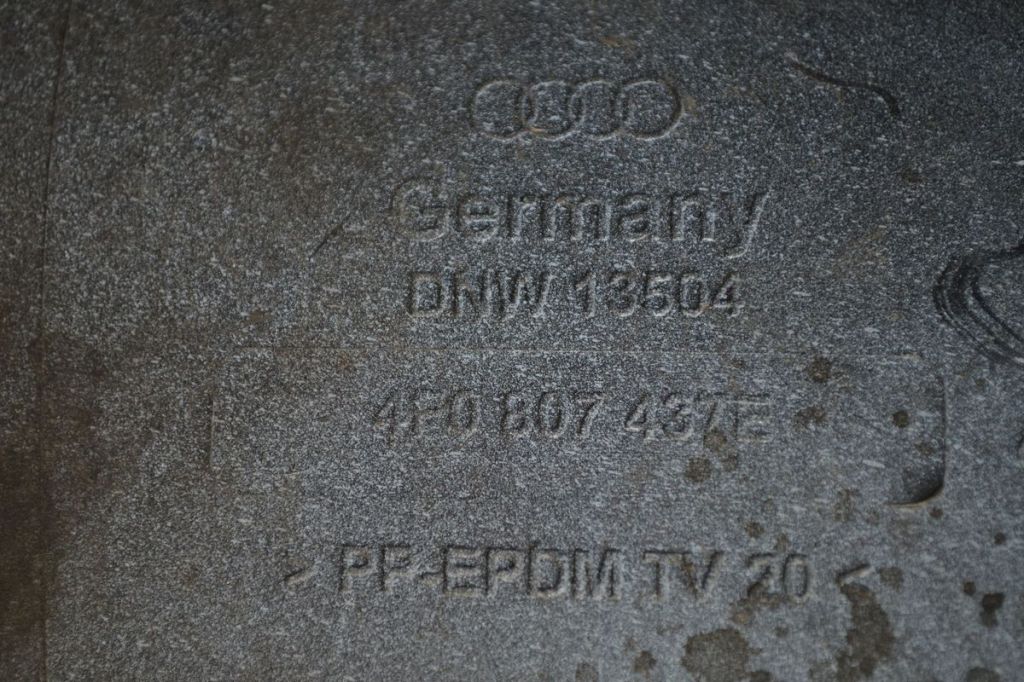 Germany
DNW 13504
4F0 807 437E
> PP-EPDM TV 20 <